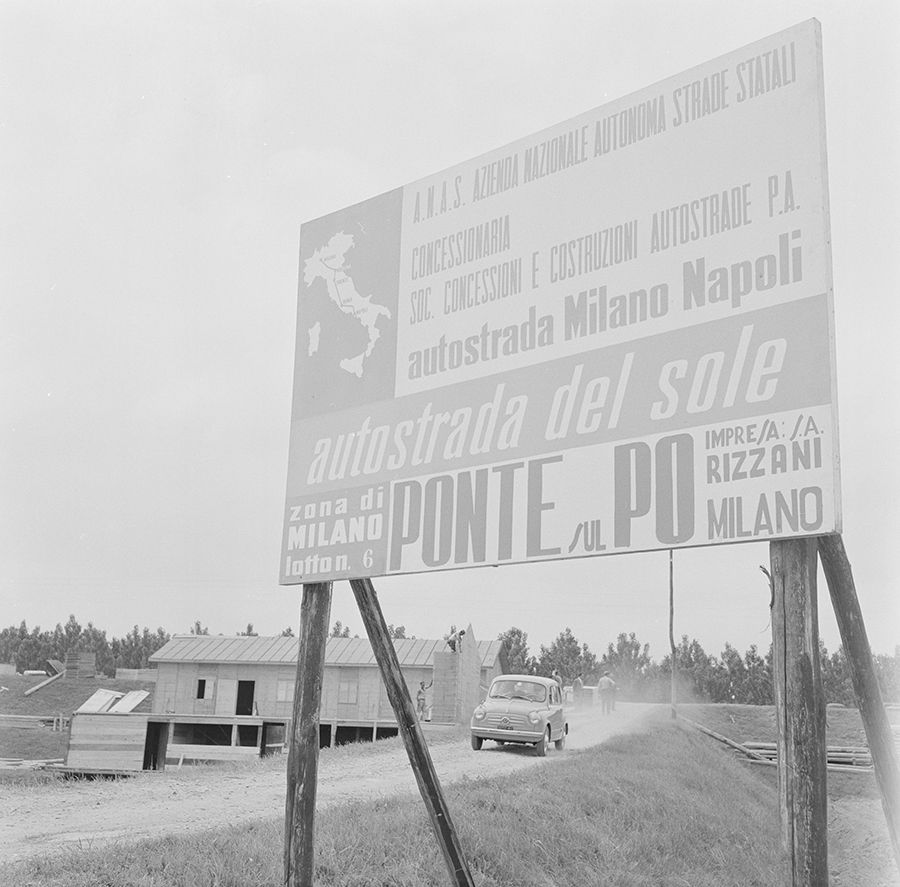 A.N.A.S. AZIENDA NAZIONALE AUTONOMA STRADE STATALI
CONCESSIONARIA
SOC. CONCESSIONI E COSTRUZIONI AUTOSTRADE P.A.
autostrada Milano Napoli
autostrada del sole
zona di
MILANO
lotto n. 6
PONTE SUL PO
IMPRESA: S.A.
RIZZANI
MILANO